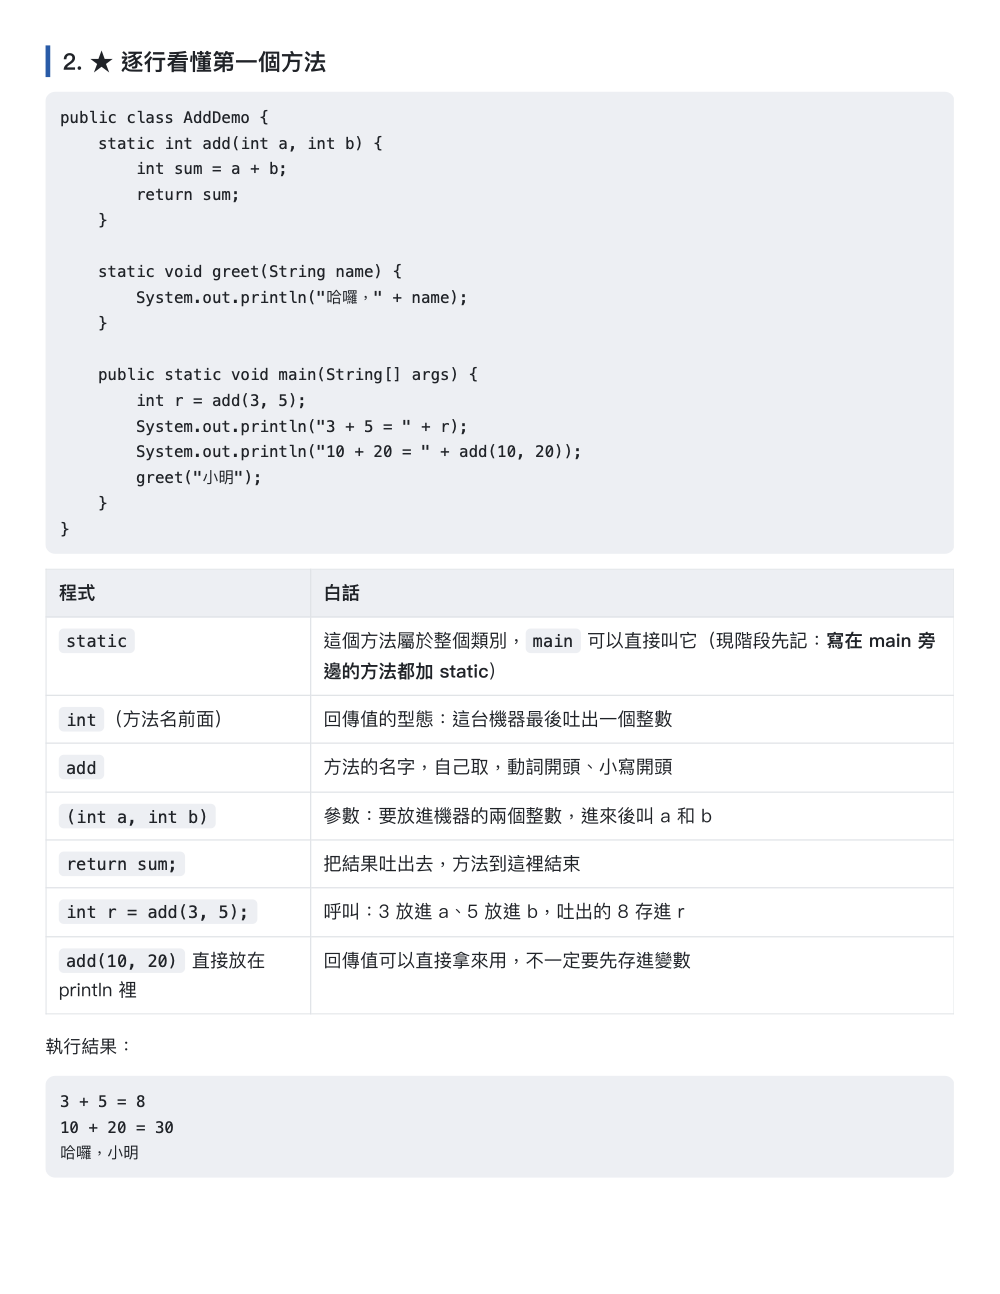 2. ★ 逐行看懂第一個方法
public class AddDemo {
    static int add(int a, int b) {
        int sum = a + b;
        return sum;
    }

    static void greet(String name) {
        System.out.println("哈囉，" + name);
    }

    public static void main(String[] args) {
        int r = add(3, 5);
        System.out.println("3 + 5 = " + r);
        System.out.println("10 + 20 = " + add(10, 20));
        greet("小明");
    }
}
程式
白話
static
這個方法屬於整個類別，main 可以直接叫它（現階段先記：寫在 main 旁
邊的方法都加 static）
int（方法名前面）
回傳值的型態：這台機器最後吐出一個整數
add
方法的名字，自己取，動詞開頭、小寫開頭
(int a, int b)
參數：要放進機器的兩個整數，進來後叫 a 和 b
return sum;
把結果吐出去，方法到這裡結束
int r = add(3, 5);
呼叫：3 放進 a、5 放進 b，吐出的 8 存進 r
add(10, 20) 直接放在
println 裡
回傳值可以直接拿來用，不一定要先存進變數
執行結果：
3 + 5 = 8
10 + 20 = 30
哈囉，小明